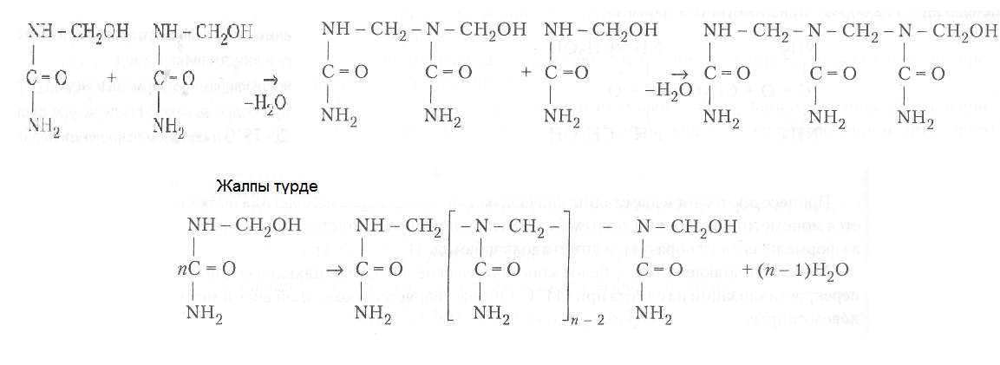 NH–CH₂OH NH–CH₂OH NH – CH₂ – N – CH₂OH NH – CH₂OH NH – CH₂ – N – CH₂ – N – CH₂OH
C = O + C = O → C = O C = O + C = O → C = O C = O C = O
–H₂O –H₂O
NH₂ NH₂ NH₂ NH₂ NH₂ NH₂ NH₂ NH₂
Жалпы түрде
NH – CH₂OH NH – CH₂ [ – N – CH₂ – ] – N – CH₂OH
nC = O → C = O C = O C = O + (n – 1)H₂O
NH₂ NH₂ NH₂ n – 2 NH₂